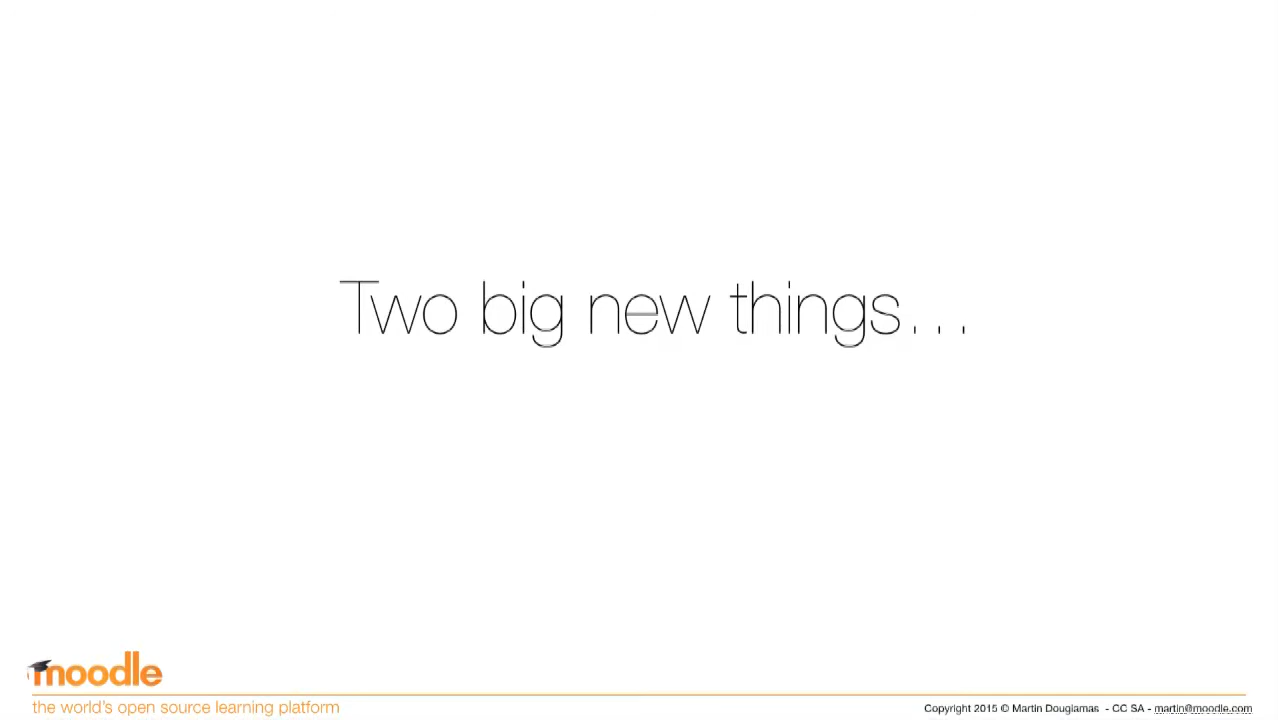 Two big new things...
moodle
the world's open source learning platform
Copyright 2015 © Martin Dougiamas - CC SA - martin@moodle.com